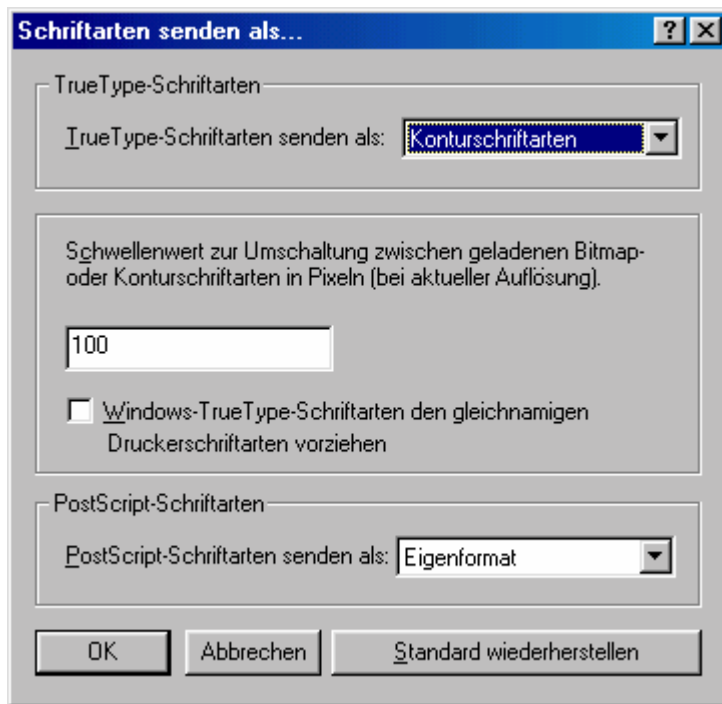 Schriftarten senden als...
TrueType-Schriftarten
TrueType-Schriftarten senden als: Konturschriftarten
Schwellenwert zur Umschaltung zwischen geladenen Bitmap-
oder Konturschriftarten in Pixeln (bei aktueller Auflösung).
100
Windows-TrueType-Schriftarten den gleichnamigen
Druckerschriftarten vorziehen
PostScript-Schriftarten
PostScript-Schriftarten senden als: Eigenformat
OK Abbrechen Standard wiederherstellen